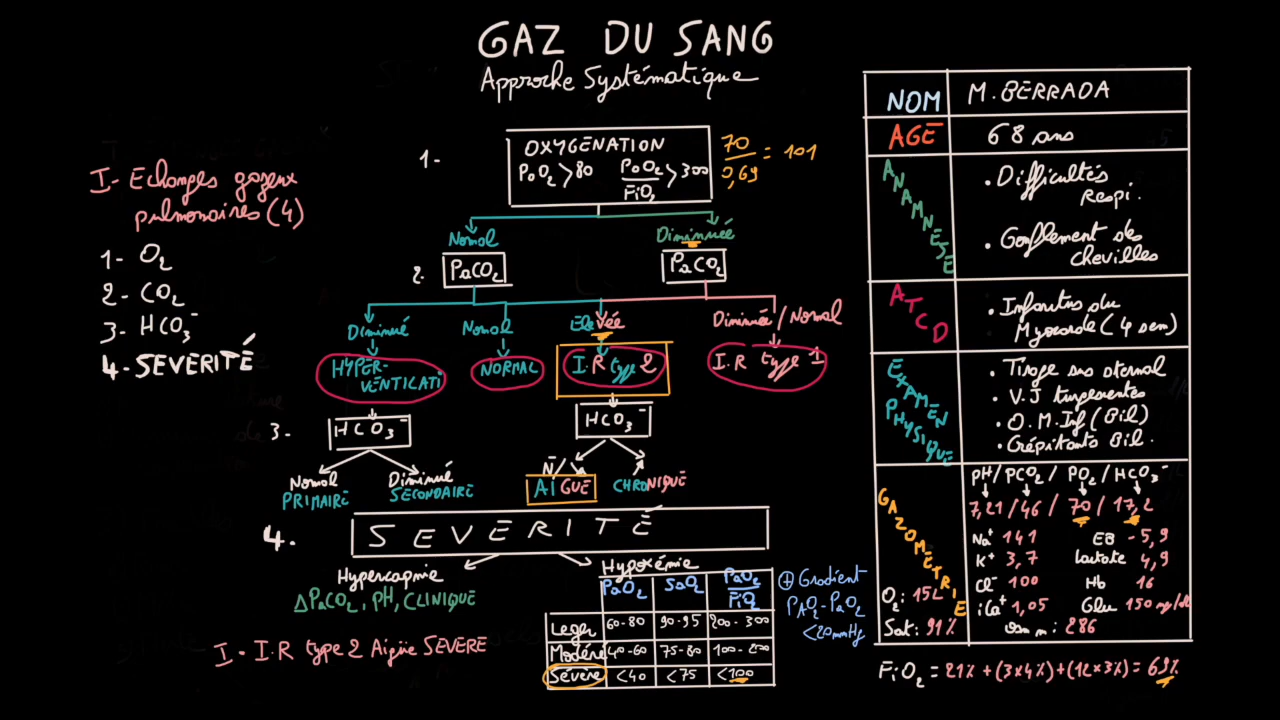 GAZ DU SANG
Approche Systématique
I- Echanges gazeux
pulmonaires (4)
1- O₂
2- CO₂
3- HCO₃⁻
4- SEVERITÉ
1-
OXYGENATION
PaO₂ >80 PaO₂/FiO₂ >300
70/0,69 = 101
Normal
Diminuée
2.
PaCO₂
PaCO₂
Diminué
Normal
Elevée
Diminuée/Normal
HYPER-
VENTILATI
NORMAL
I.R type 2
I.R type 1
3-
HCO₃⁻
HCO₃⁻
Normal
PRIMAIRE
Diminué
SECONDAIRE
N/↘
AIGUE
↗
CHRONIQUE
4.
SEVERITÉ
Hypercapnie
ΔPaCO₂, PH, CLINIQUE
Hypoxémie
PaO₂ SaO₂ PaO₂/FiO₂
Leger 60-80 90-95 200-300
Modéré 40-60 75-80 100-200
Sévère <40 <75 <100
⊕ Gradient
PAO₂-PaO₂
<20mmHg
I- I.R type 2 Aigüe SEVERE
NOM M. BERRADA
AGE 68 ans
ANAMNESE
• Difficultés
Respi.
• Gonflement des
chevilles
ATCD
• Infarctus du
Myocarde (4 sem)
EXAMEN
PHYSIQUE
• Tirage sus sternal
• V.J turgescentes
• O.M.Inf (Bil)
• Crépitants Bil.
GAZOMETRIE
PH/PCO₂/PO₂/HCO₃⁻
7,21/46/70/17,2
Na⁺ 141 EB -5,9
K⁺ 3,7 lactate 4,9
Cl⁻ 100 Hb 16
iCa⁺ 1,05 Glu 150 mg/dl
O₂: 15L
Sat: 91% osm m: 286
FiO₂ = 21% + (3x4%) + (12x3%) = 69%